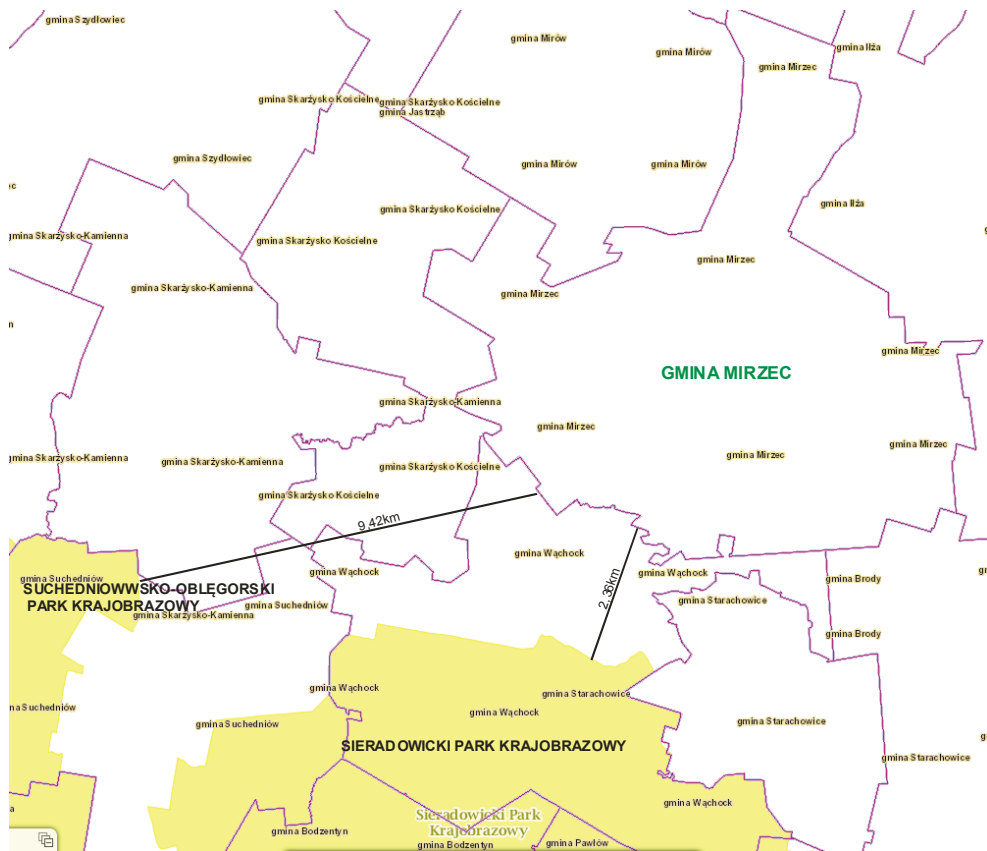 gmina Szydłowiec
gmina Mirów
gmina Mirów
gmina Iłża
gmina Mirzec
gmina Skarżysko Kościelne
gmina Skarżysko Kościelne
gmina Jastrząb
gmina Szydłowiec
gmina Mirów
gmina Mirów
ec
gmina Iłża
gmina Skarżysko Kościelne
gmina Skarżysko-Kamienna
gmina Skarżysko Kościelne
gmina Mirzec
gmina Skarżysko-Kamienna
gmina Mirzec
gmina Mirzec
GMINA MIRZEC
gmina Skarżysko-Kamienna
gmina Mirzec
gmina Mirzec
gmina Mirzec
gmina Skarżysko-Kamienna
gmina Skarżysko-Kamienna
gmina Skarżysko Kościelne
gmina Skarżysko Kościelne
9,42km
gmina Wąchock
gmina Wąchock
gmina Wąchock
gmina Suchedniów
gmina Brody
SUCHEDNIOWWSKO-OBLĘGORSKI
PARK KRAJOBRAZOWY
gmina Suchedniów
2,36km
gmina Starachowice
gmina Skarżysko-Kamienna
gmina Brody
gmina Wąchock
gmina Starachowice
na Suchedniów
gmina Wąchock
gmina Suchedniów
gmina Starachowice
SIERADOWICKI PARK KRAJOBRAZOWY
gmina Starachowice
gmina Wąchock
Sieradowicki Park
Krajobrazowy
gmina Bodzentyn
gmina Bodzentyn
gmina Pawłów